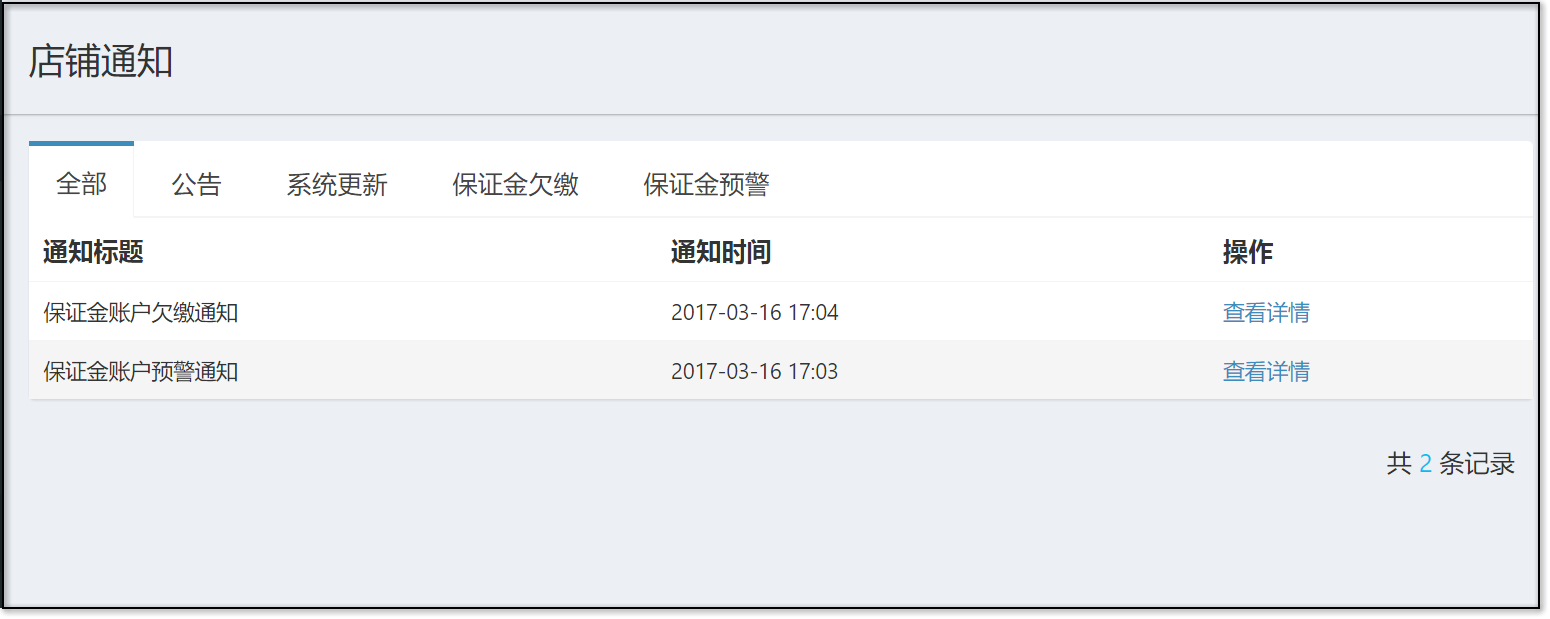 店铺通知
全部 公告 系统更新 保证金欠缴 保证金预警
通知标题 通知时间 操作
保证金账户欠缴通知 2017-03-16 17:04 查看详情
保证金账户预警通知 2017-03-16 17:03 查看详情
共 2 条记录